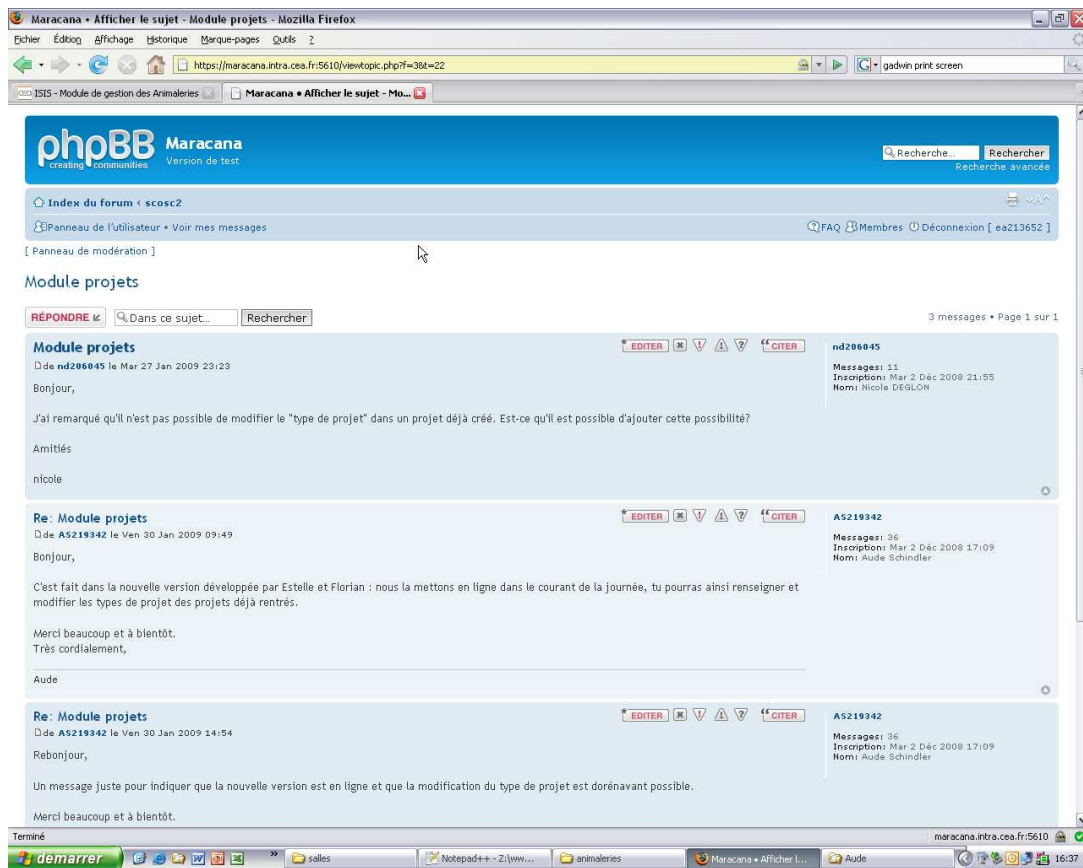 Maracana • Afficher le sujet - Module projets - Mozilla Firefox
Fichier Édition Affichage Historique Marque-pages Outils ?
https://maracana.intra.cea.fr:5610/viewtopic.php?f=3&t=22
gadwin print screen
ISIS - Module de gestion des Animaleries
Maracana • Afficher le sujet - Mo...
phpBB
creating communities
Maracana
Version de test
Recherche...
Rechercher
Recherche avancée
Index du forum ‹ scosc2
Panneau de l'utilisateur • Voir mes messages
FAQ Membres Déconnexion [ ea213652 ]
[ Panneau de modération ]
Module projets
RÉPONDRE
Dans ce sujet...
Rechercher
3 messages • Page 1 sur 1
Module projets
EDITER
CITER
de nd206045 le Mar 27 Jan 2009 23:23
Bonjour,
J'ai remarqué qu'il n'est pas possible de modifier le "type de projet" dans un projet déjà créé. Est-ce qu'il est possible d'ajouter cette possibilité?
Amitiés
nicole
nd206045
Messages: 11
Inscription: Mar 2 Déc 2008 21:55
Nom: Nicole DEGLON
Re: Module projets
EDITER
CITER
de AS219342 le Ven 30 Jan 2009 09:49
Bonjour,
C'est fait dans la nouvelle version développée par Estelle et Florian : nous la mettons en ligne dans le courant de la journée, tu pourras ainsi renseigner et
modifier les types de projet des projets déjà rentrés.
Merci beaucoup et à bientôt.
Très cordialement,
Aude
AS219342
Messages: 36
Inscription: Mar 2 Déc 2008 17:09
Nom: Aude Schindler
Re: Module projets
EDITER
CITER
de AS219342 le Ven 30 Jan 2009 14:54
Rebonjour,
Un message juste pour indiquer que la nouvelle version est en ligne et que la modification du type de projet est dorénavant possible.
Merci beaucoup et à bientôt.
AS219342
Messages: 36
Inscription: Mar 2 Déc 2008 17:09
Nom: Aude Schindler
Terminé
maracana.intra.cea.fr:5610
démarrer
salles
Notepad++ - Z:\ww...
animaleries
Maracana • Afficher l...
Aude
16:37